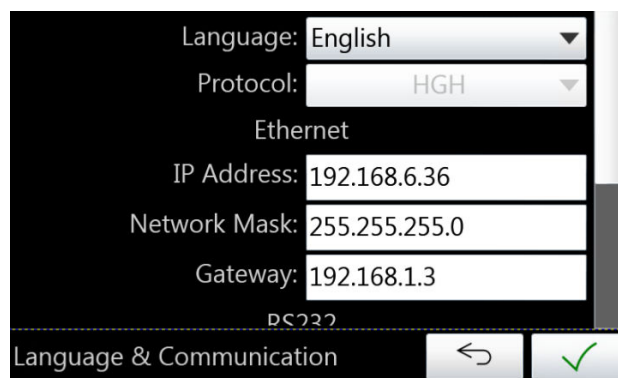 Language: English
Protocol: HGH
Ethernet
IP Address: 192.168.6.36
Network Mask: 255.255.255.0
Gateway: 192.168.1.3
RS232
Language & Communication